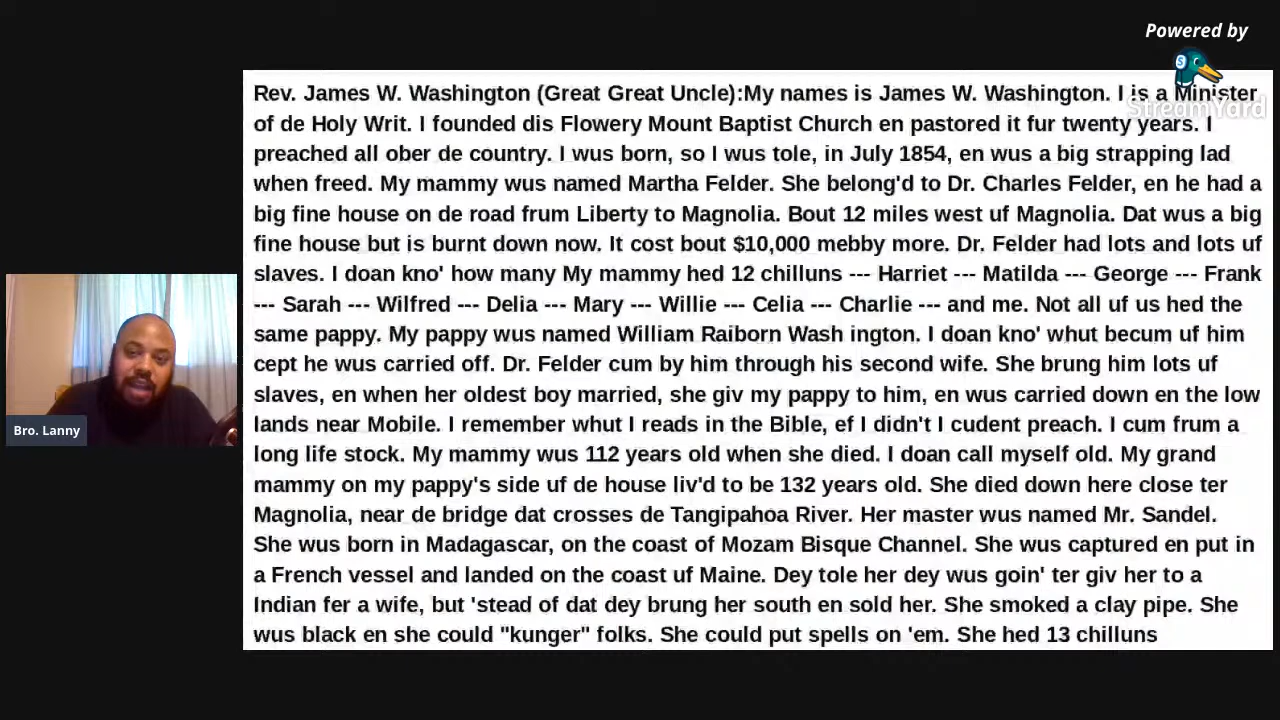 Powered by
StreamYard
Rev. James W. Washington (Great Great Uncle):My names is James W. Washington. I is a Minister
of de Holy Writ. I founded dis Flowery Mount Baptist Church en pastored it fur twenty years. I
preached all ober de country. I wus born, so I wus tole, in July 1854, en wus a big strapping lad
when freed. My mammy wus named Martha Felder. She belong'd to Dr. Charles Felder, en he had a
big fine house on de road frum Liberty to Magnolia. Bout 12 miles west uf Magnolia. Dat wus a big
fine house but is burnt down now. It cost bout $10,000 mebby more. Dr. Felder had lots and lots uf
slaves. I doan kno' how many My mammy hed 12 chilluns --- Harriet --- Matilda --- George --- Frank
--- Sarah --- Wilfred --- Delia --- Mary --- Willie --- Celia --- Charlie --- and me. Not all uf us hed the
same pappy. My pappy wus named William Raiborn Wash ington. I doan kno' whut becum uf him
cept he wus carried off. Dr. Felder cum by him through his second wife. She brung him lots uf
slaves, en when her oldest boy married, she giv my pappy to him, en wus carried down en the low
lands near Mobile. I remember whut I reads in the Bible, ef I didn't I cudent preach. I cum frum a
long life stock. My mammy wus 112 years old when she died. I doan call myself old. My grand
mammy on my pappy's side uf de house liv'd to be 132 years old. She died down here close ter
Magnolia, near de bridge dat crosses de Tangipahoa River. Her master wus named Mr. Sandel.
She wus born in Madagascar, on the coast of Mozam Bisque Channel. She wus captured en put in
a French vessel and landed on the coast uf Maine. Dey tole her dey wus goin' ter giv her to a
Indian fer a wife, but 'stead of dat dey brung her south en sold her. She smoked a clay pipe. She
wus black en she could "kunger" folks. She could put spells on 'em. She hed 13 chilluns
Bro. Lanny